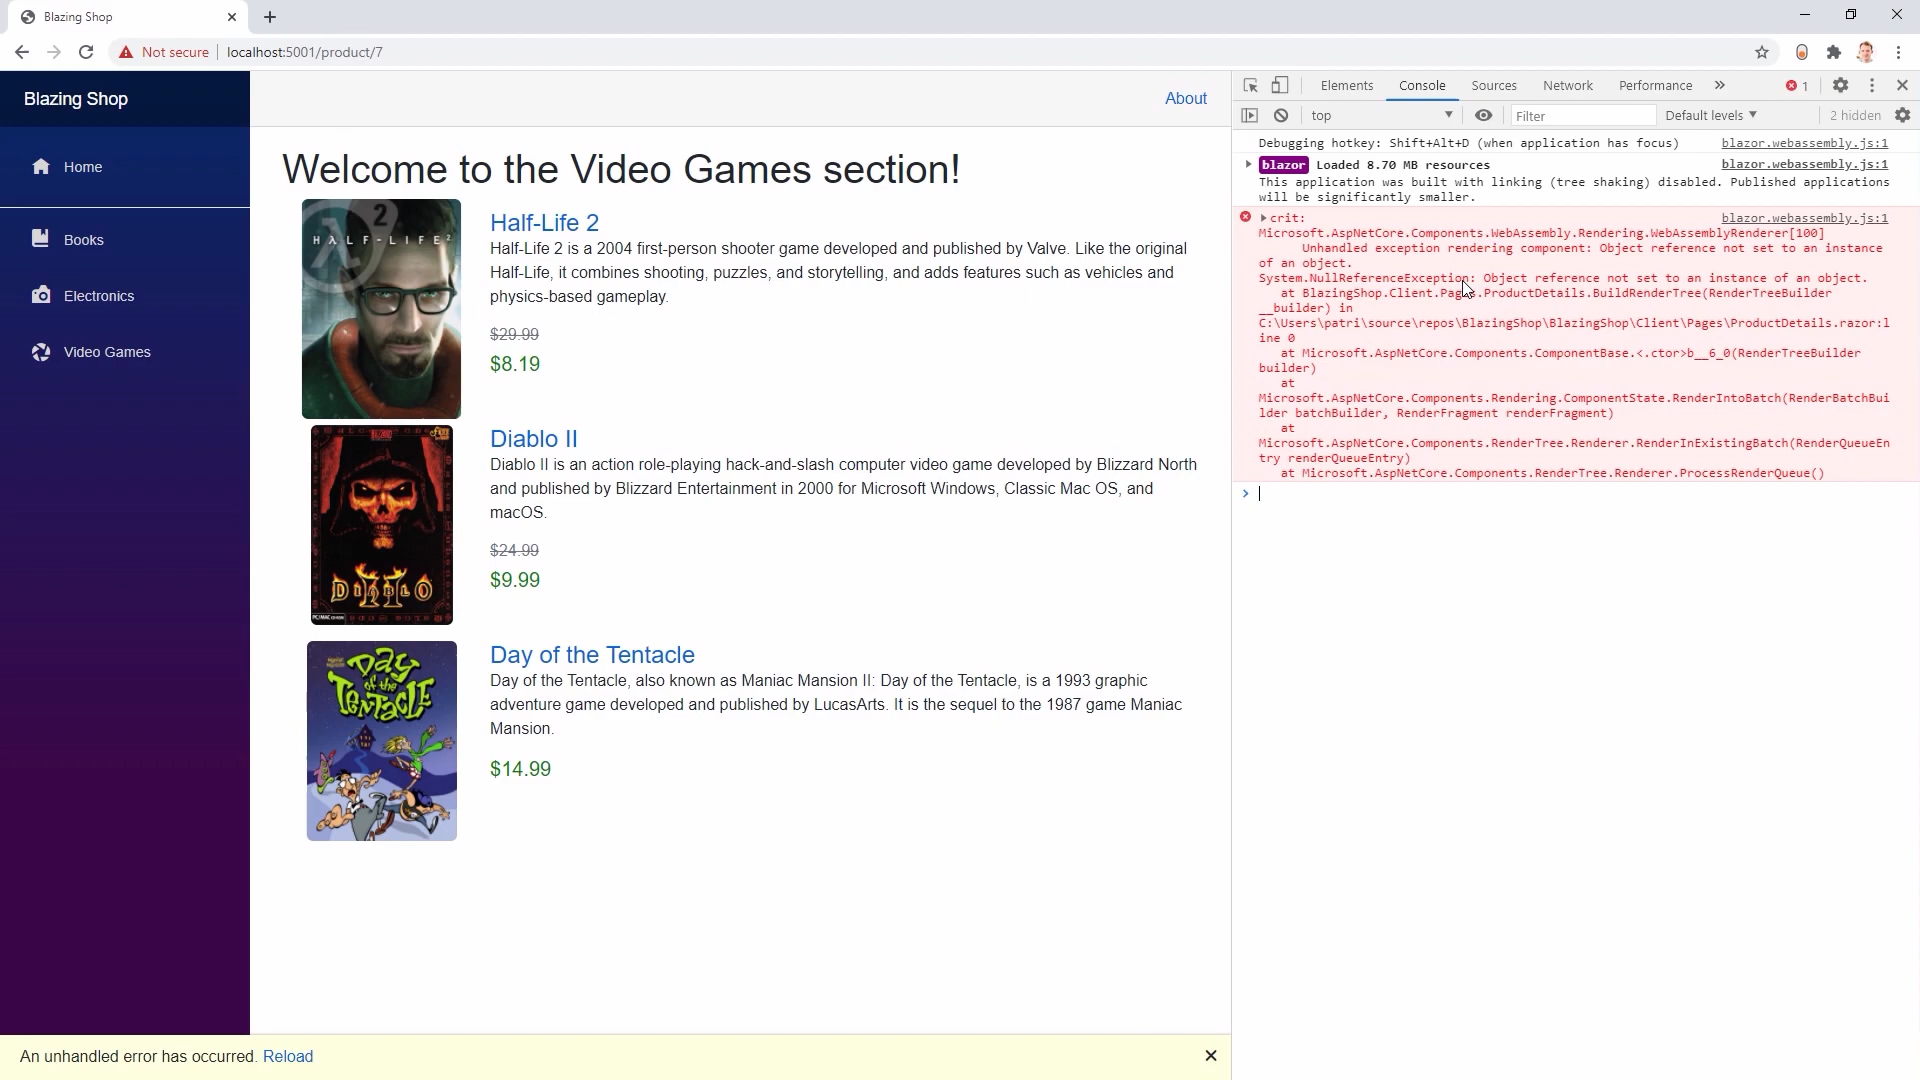 Blazing Shop
Not secure
localhost:5001/product/7
Blazing Shop
Home
Books
Electronics
Video Games
About
Welcome to the Video Games section!
HALF-LIFE²
Half-Life 2
Half-Life 2 is a 2004 first-person shooter game developed and published by Valve. Like the original
Half-Life, it combines shooting, puzzles, and storytelling, and adds features such as vehicles and
physics-based gameplay.
$29.99
$8.19
DIABLO II
Diablo II
Diablo II is an action role-playing hack-and-slash computer video game developed by Blizzard North
and published by Blizzard Entertainment in 2000 for Microsoft Windows, Classic Mac OS, and
macOS.
$24.99
$9.99
Day
of the
TENTACLE
Day of the Tentacle
Day of the Tentacle, also known as Maniac Mansion II: Day of the Tentacle, is a 1993 graphic
adventure game developed and published by LucasArts. It is the sequel to the 1987 game Maniac
Mansion.
$14.99
An unhandled error has occurred. Reload
Elements
Console
Sources
Network
Performance
1
top
Filter
Default levels
2 hidden
Debugging hotkey: Shift+Alt+D (when application has focus)
blazor.webassembly.js:1
blazor Loaded 8.70 MB resources
blazor.webassembly.js:1
This application was built with linking (tree shaking) disabled. Published applications
will be significantly smaller.
crit:
blazor.webassembly.js:1
Microsoft.AspNetCore.Components.WebAssembly.Rendering.WebAssemblyRenderer[100]
Unhandled exception rendering component: Object reference not set to an instance
of an object.
System.NullReferenceException: Object reference not set to an instance of an object.
at BlazingShop.Client.Pages.ProductDetails.BuildRenderTree(RenderTreeBuilder
__builder) in
C:\Users\patri\source\repos\BlazingShop\BlazingShop\Client\Pages\ProductDetails.razor:l
ine 0
at Microsoft.AspNetCore.Components.ComponentBase.<.ctor>b__6_0(RenderTreeBuilder
builder)
at
Microsoft.AspNetCore.Components.Rendering.ComponentState.RenderIntoBatch(RenderBatchBui
lder batchBuilder, RenderFragment renderFragment)
at
Microsoft.AspNetCore.Components.RenderTree.Renderer.RenderInExistingBatch(RenderQueueEn
try renderQueueEntry)
at Microsoft.AspNetCore.Components.RenderTree.Renderer.ProcessRenderQueue()